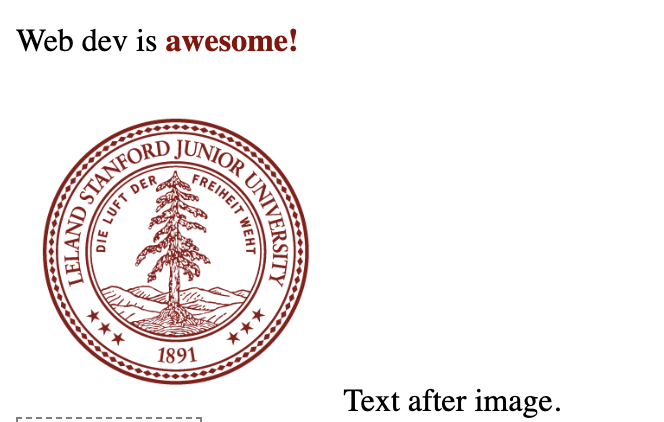 Web dev is awesome!
LELAND STANFORD JUNIOR UNIVERSITY
DIE LUFT DER FREIHEIT WEHT
1891
Text after image.